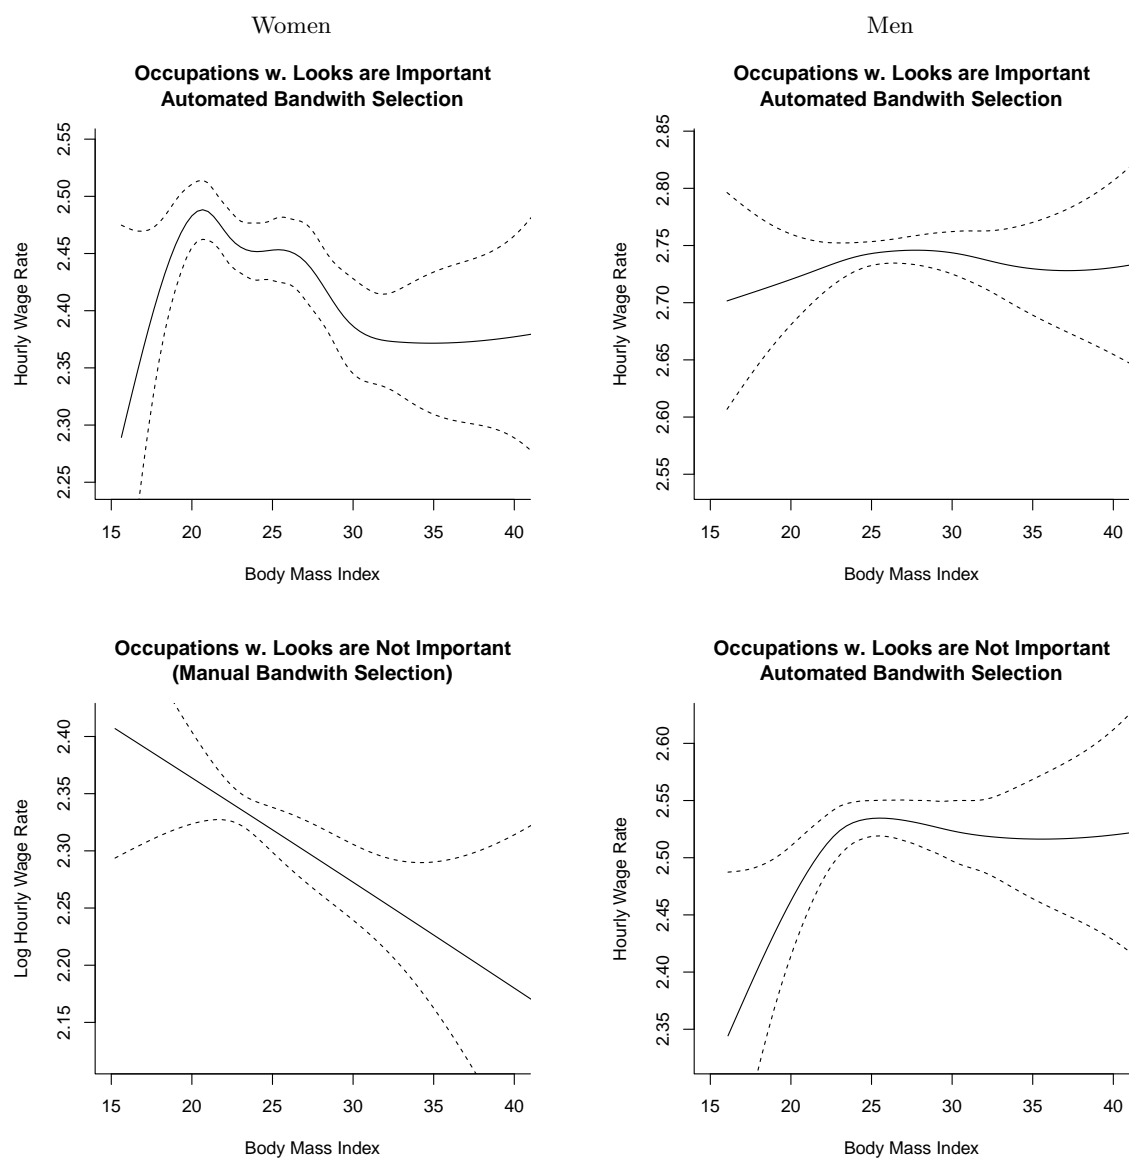 Women
Men
Occupations w. Looks are Important
Automated Bandwith Selection
Hourly Wage Rate
2.55
2.50
2.45
2.40
2.35
2.30
2.25
15 20 25 30 35 40
Body Mass Index
Occupations w. Looks are Important
Automated Bandwith Selection
Hourly Wage Rate
2.85
2.80
2.75
2.70
2.65
2.60
2.55
15 20 25 30 35 40
Body Mass Index
Occupations w. Looks are Not Important
(Manual Bandwith Selection)
Log Hourly Wage Rate
2.40
2.35
2.30
2.25
2.20
2.15
15 20 25 30 35 40
Body Mass Index
Occupations w. Looks are Not Important
Automated Bandwith Selection
Hourly Wage Rate
2.60
2.55
2.50
2.45
2.40
2.35
15 20 25 30 35 40
Body Mass Index